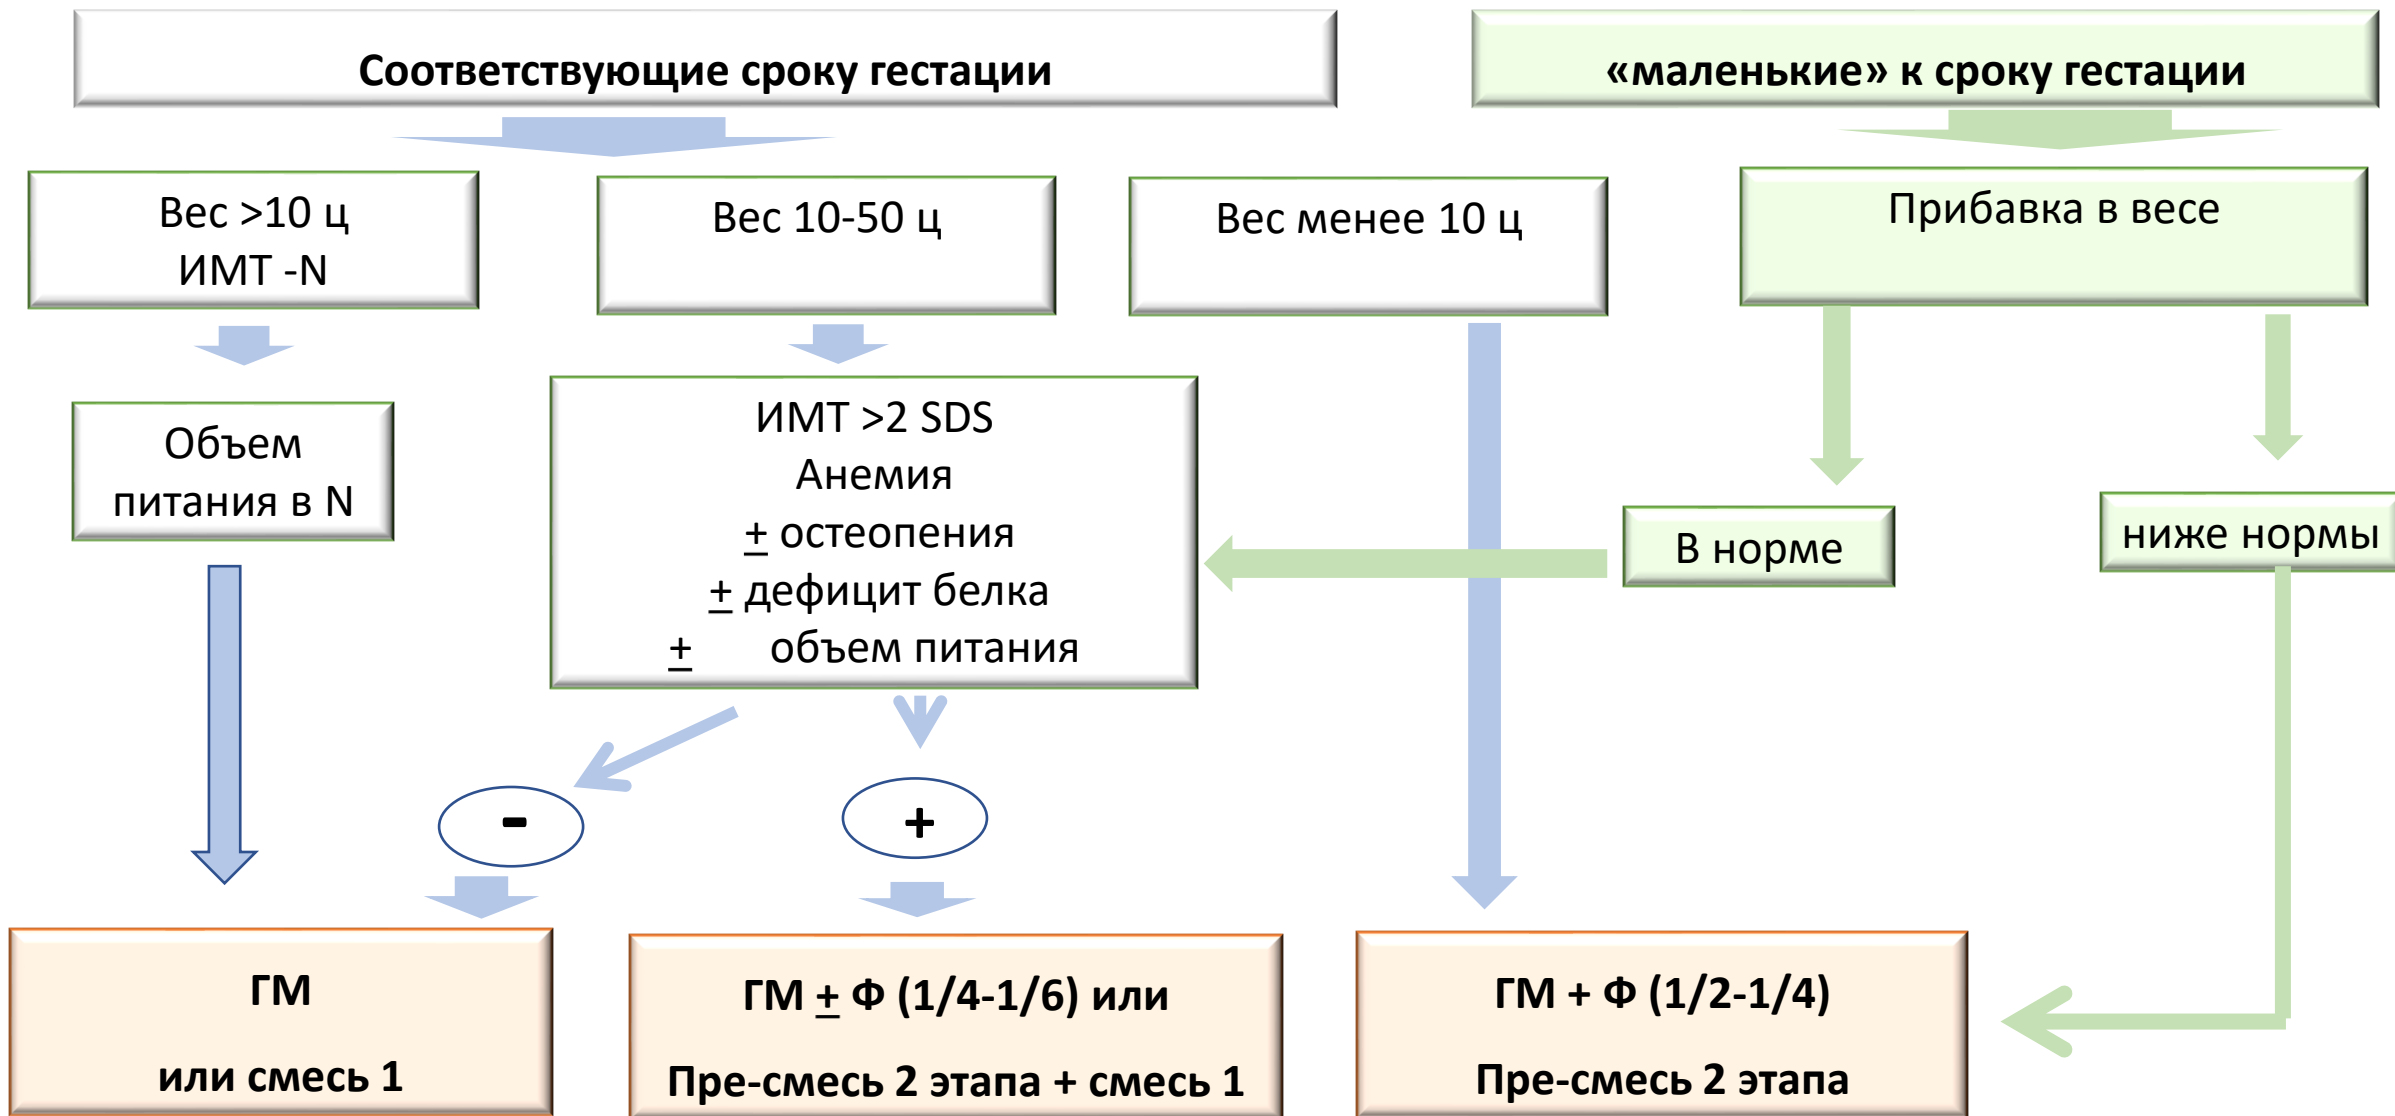 Соответствующие сроку гестации
«маленькие» к сроку гестации
Вес >10 ц
ИМТ -N
Вес 10-50 ц
Вес менее 10 ц
Прибавка в весе
Объем
питания в N
ИМТ >2 SDS
Анемия
± остеопения
± дефицит белка
± объем питания
В норме
ниже нормы
-
+
ГМ
или смесь 1
ГМ ± Ф (1/4-1/6) или
Пре-смесь 2 этапа + смесь 1
ГМ + Ф (1/2-1/4)
Пре-смесь 2 этапа